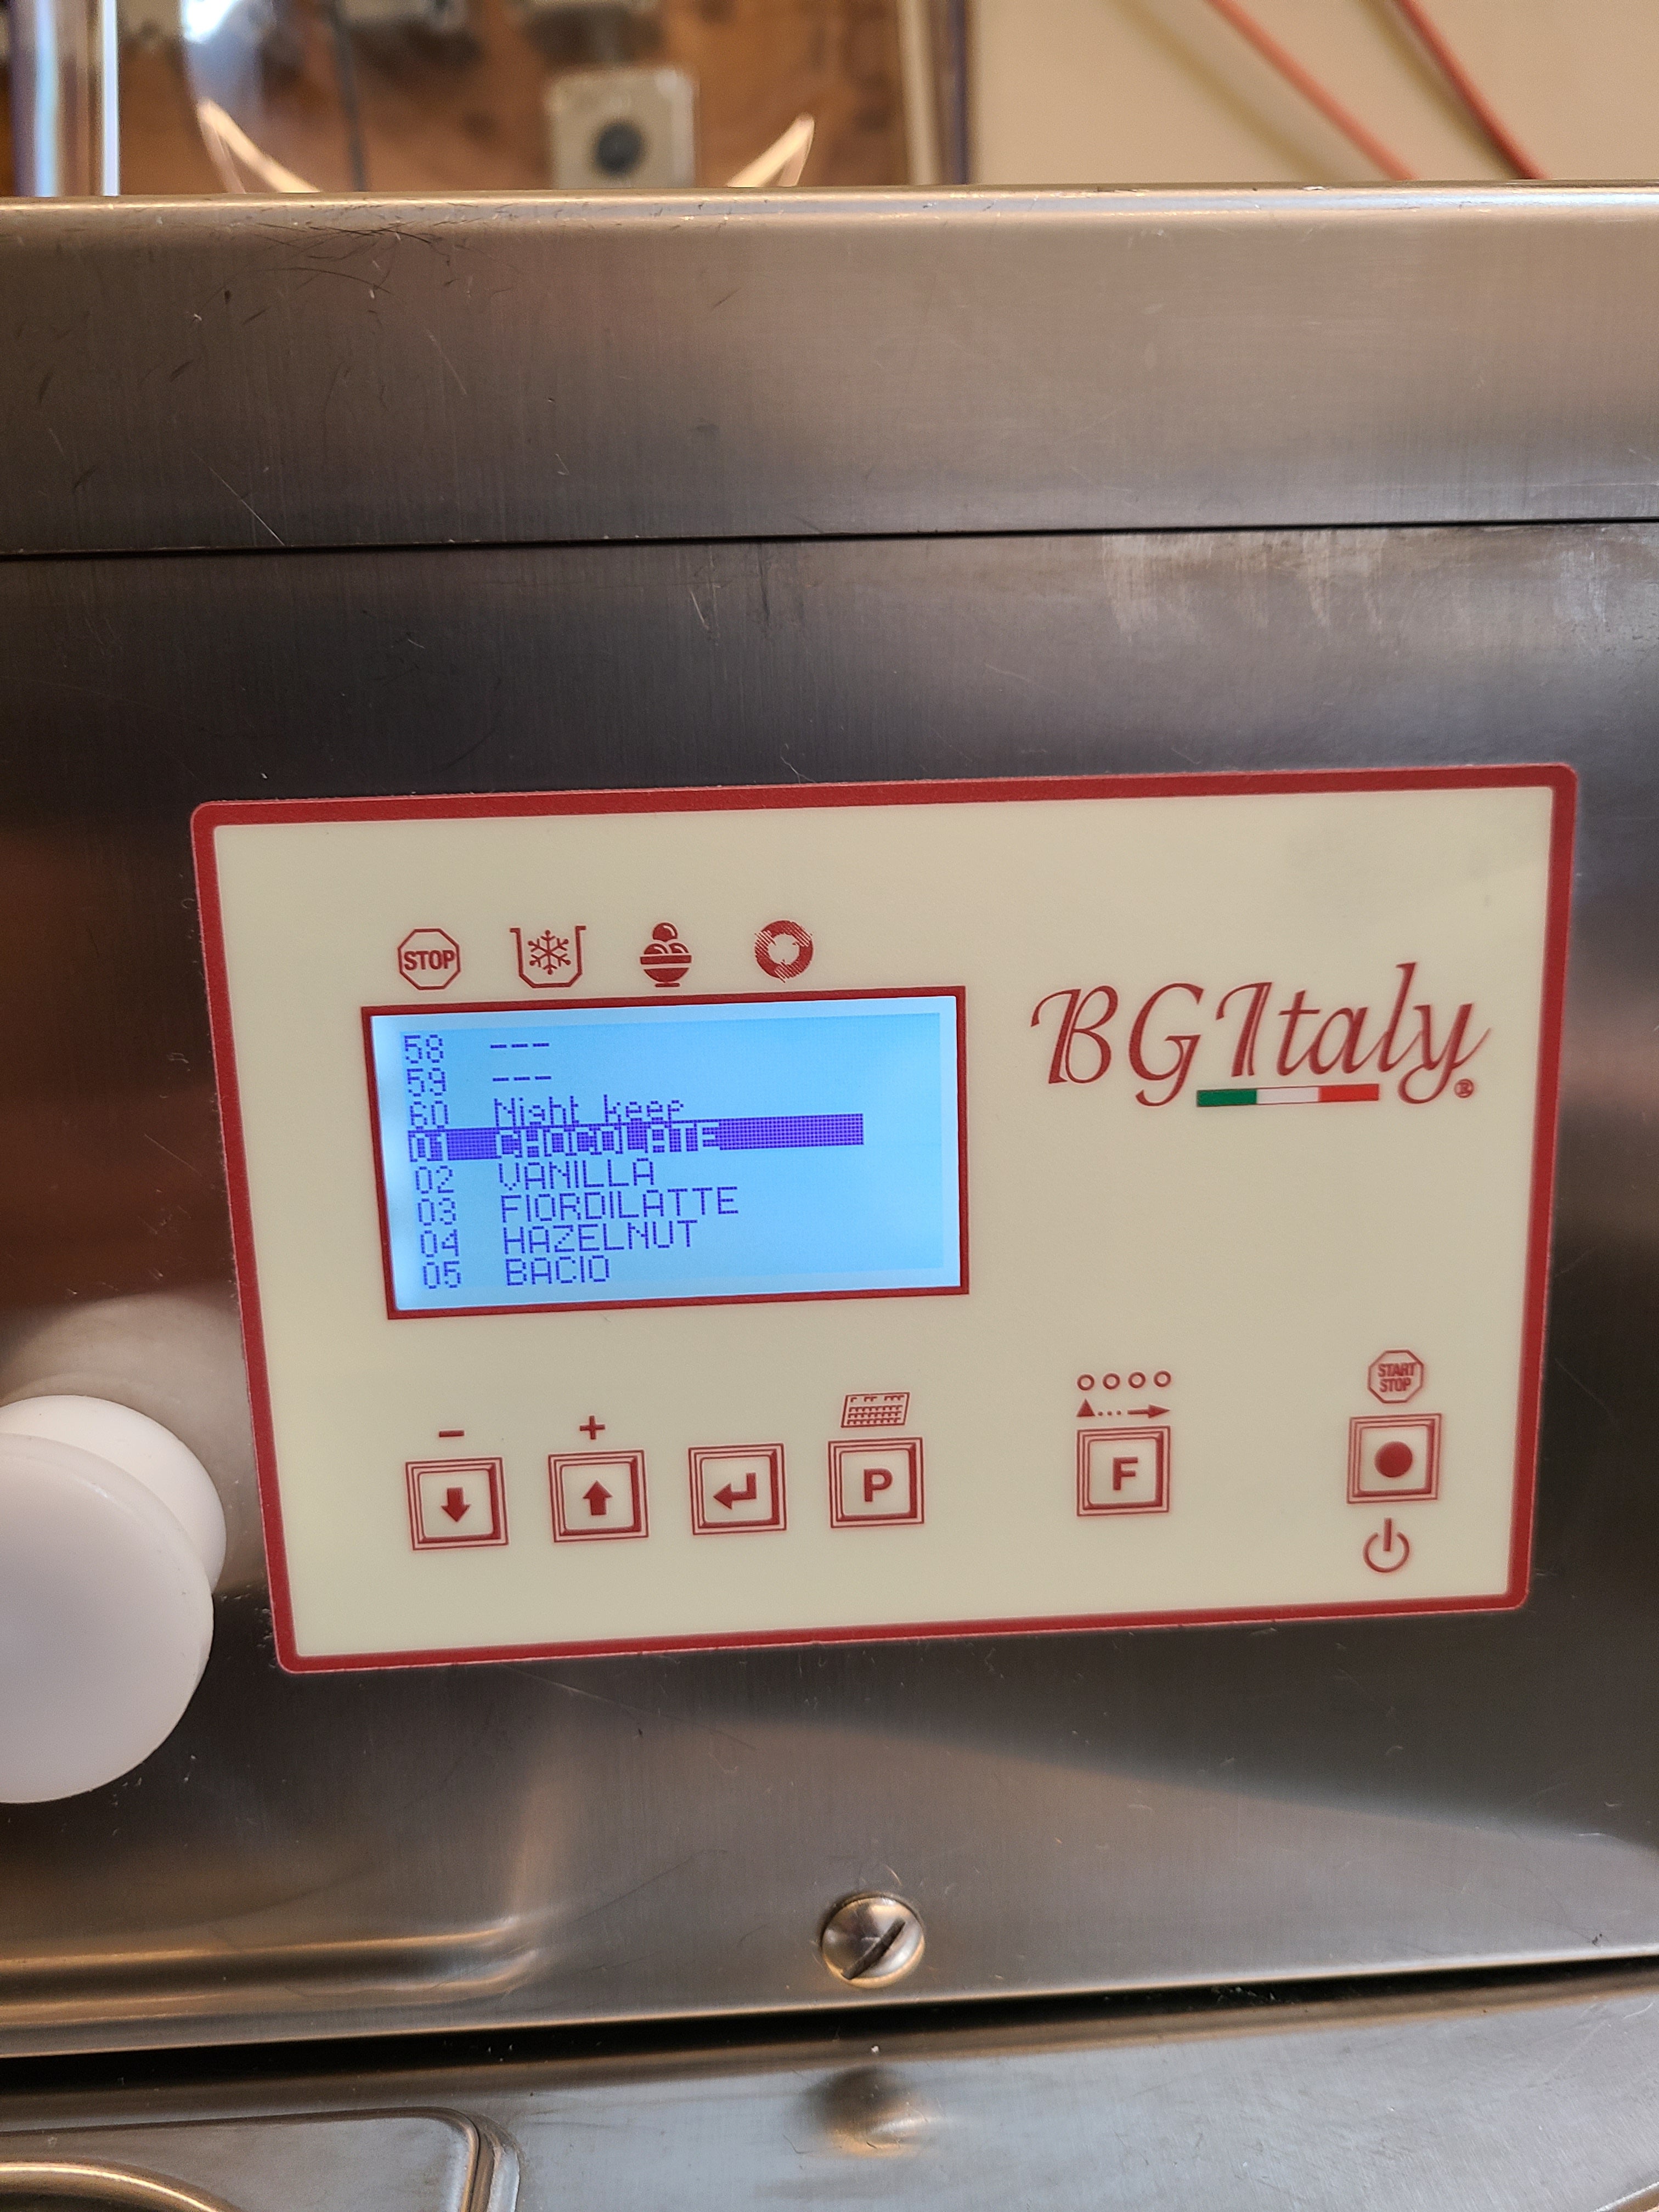 STOP
58 ---
59 ---
60 Night keep
01 CHOCOLATE
02 VANILLA
03 FIORDILATTE
04 HAZELNUT
05 BACIO
BGItaly®
- +
P
F
START
STOP